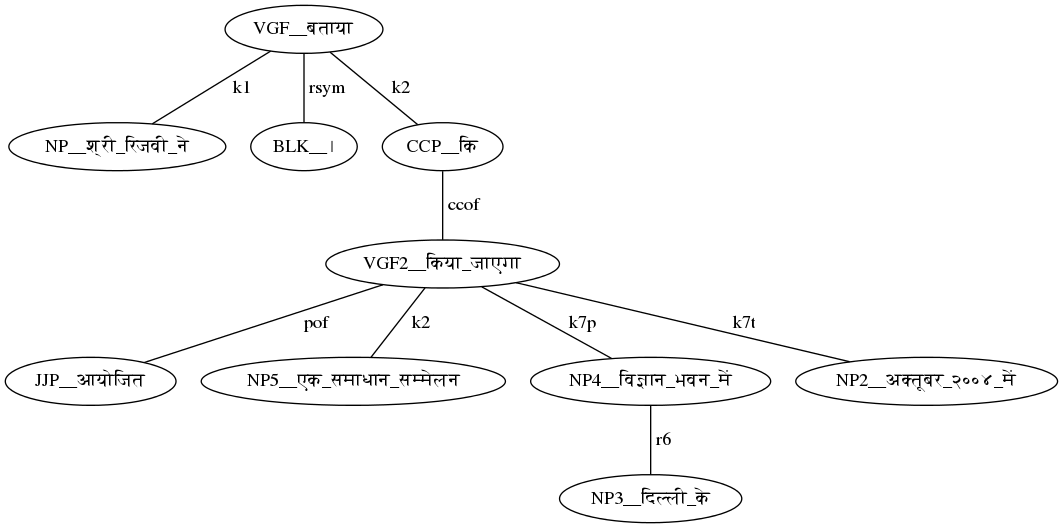 VGF__बताया
k1 rsym k2
NP__श्री_रिजवी_ने BLK__। CCP__कि
ccof
VGF2__किया_जाएगा
pof k2 k7p k7t
JJP__आयोजित NP5__एक_समाधान_सम्मेलन NP4__विज्ञान_भवन_में NP2__अक्तूबर_२००४_में
r6
NP3__दिल्ली_के